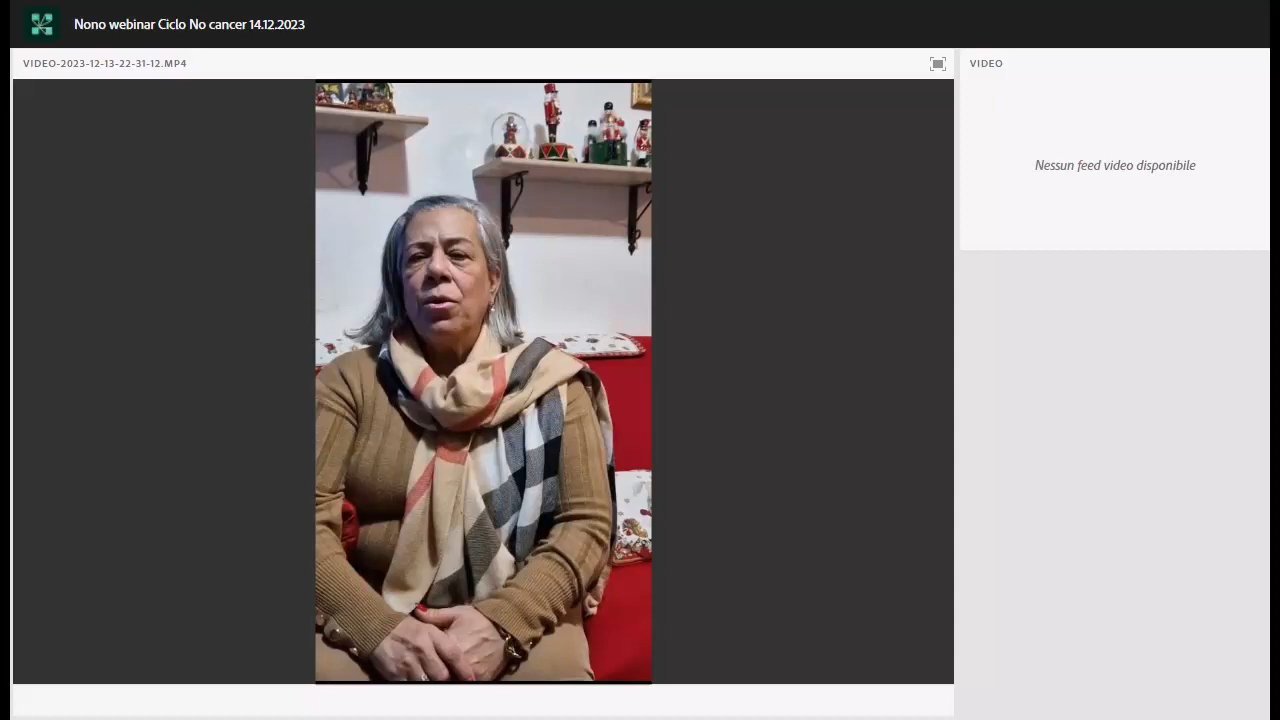 Nono webinar Ciclo No cancer 14.12.2023
VIDEO-2023-12-13-22-31-12.MP4
VIDEO
Nessun feed video disponibile